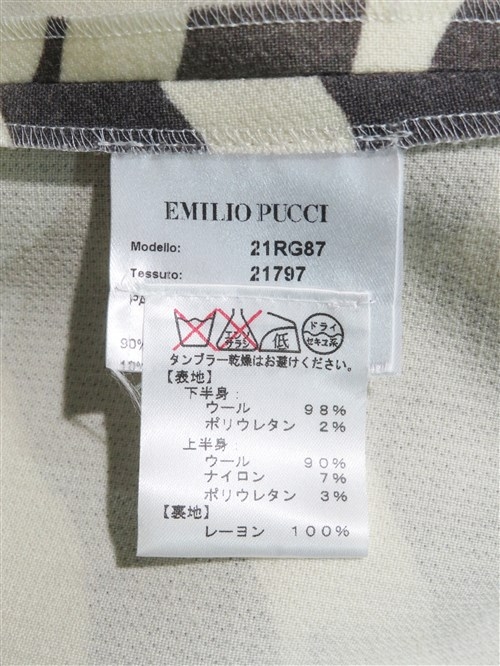 EMILIO PUCCI
Modello: 21RG87
Tessuto: 21797
90%
10%
エンソ
サラシ
低
ドライ
セキユ系
タンブラー乾燥はお避けください。
【表地】
下半身:
ウール 98%
ポリウレタン 2%
上半身
ウール 90%
ナイロン 7%
ポリウレタン 3%
【裏地】
レーヨン 100%